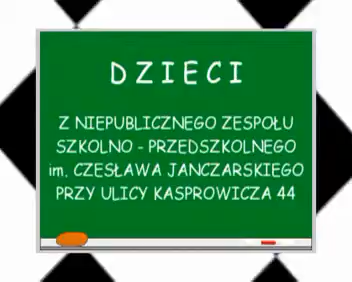 DZIECI
Z NIEPUBLICZNEGO ZESPOŁU
SZKOLNO - PRZEDSZKOLNEGO
im. CZESŁAWA JANCZARSKIEGO
PRZY ULICY KASPROWICZA 44